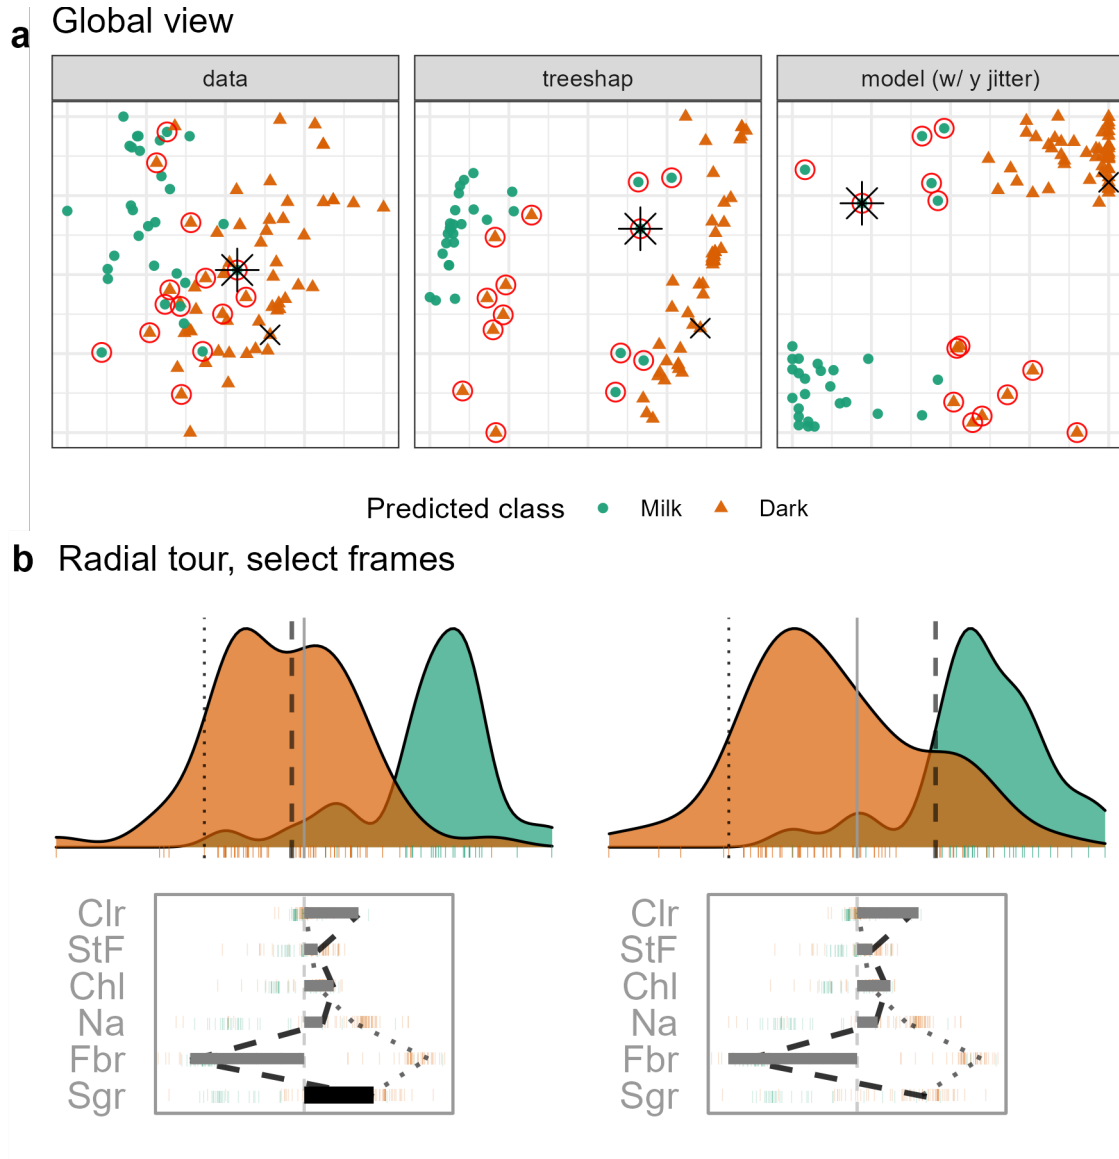 a Global view
data treeshap model (w/ y jitter)
Predicted class Milk Dark
b Radial tour, select frames
Clr Clr
StF StF
Chl Chl
Na Na
Fbr Fbr
Sgr Sgr